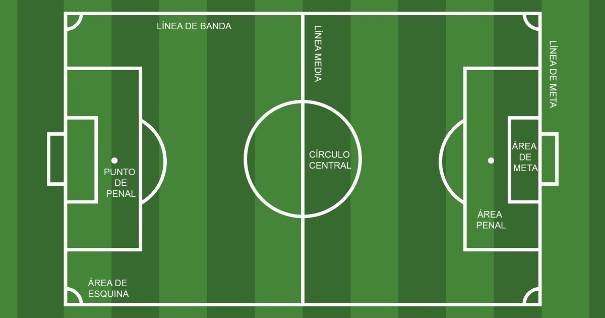 LÍNEA DE BANDA
LÍNEA MEDIA
LÍNEA DE META
CÍRCULO
CENTRAL
ÁREA
DE
META
PUNTO
DE
PENAL
ÁREA
PENAL
ÁREA DE
ESQUINA